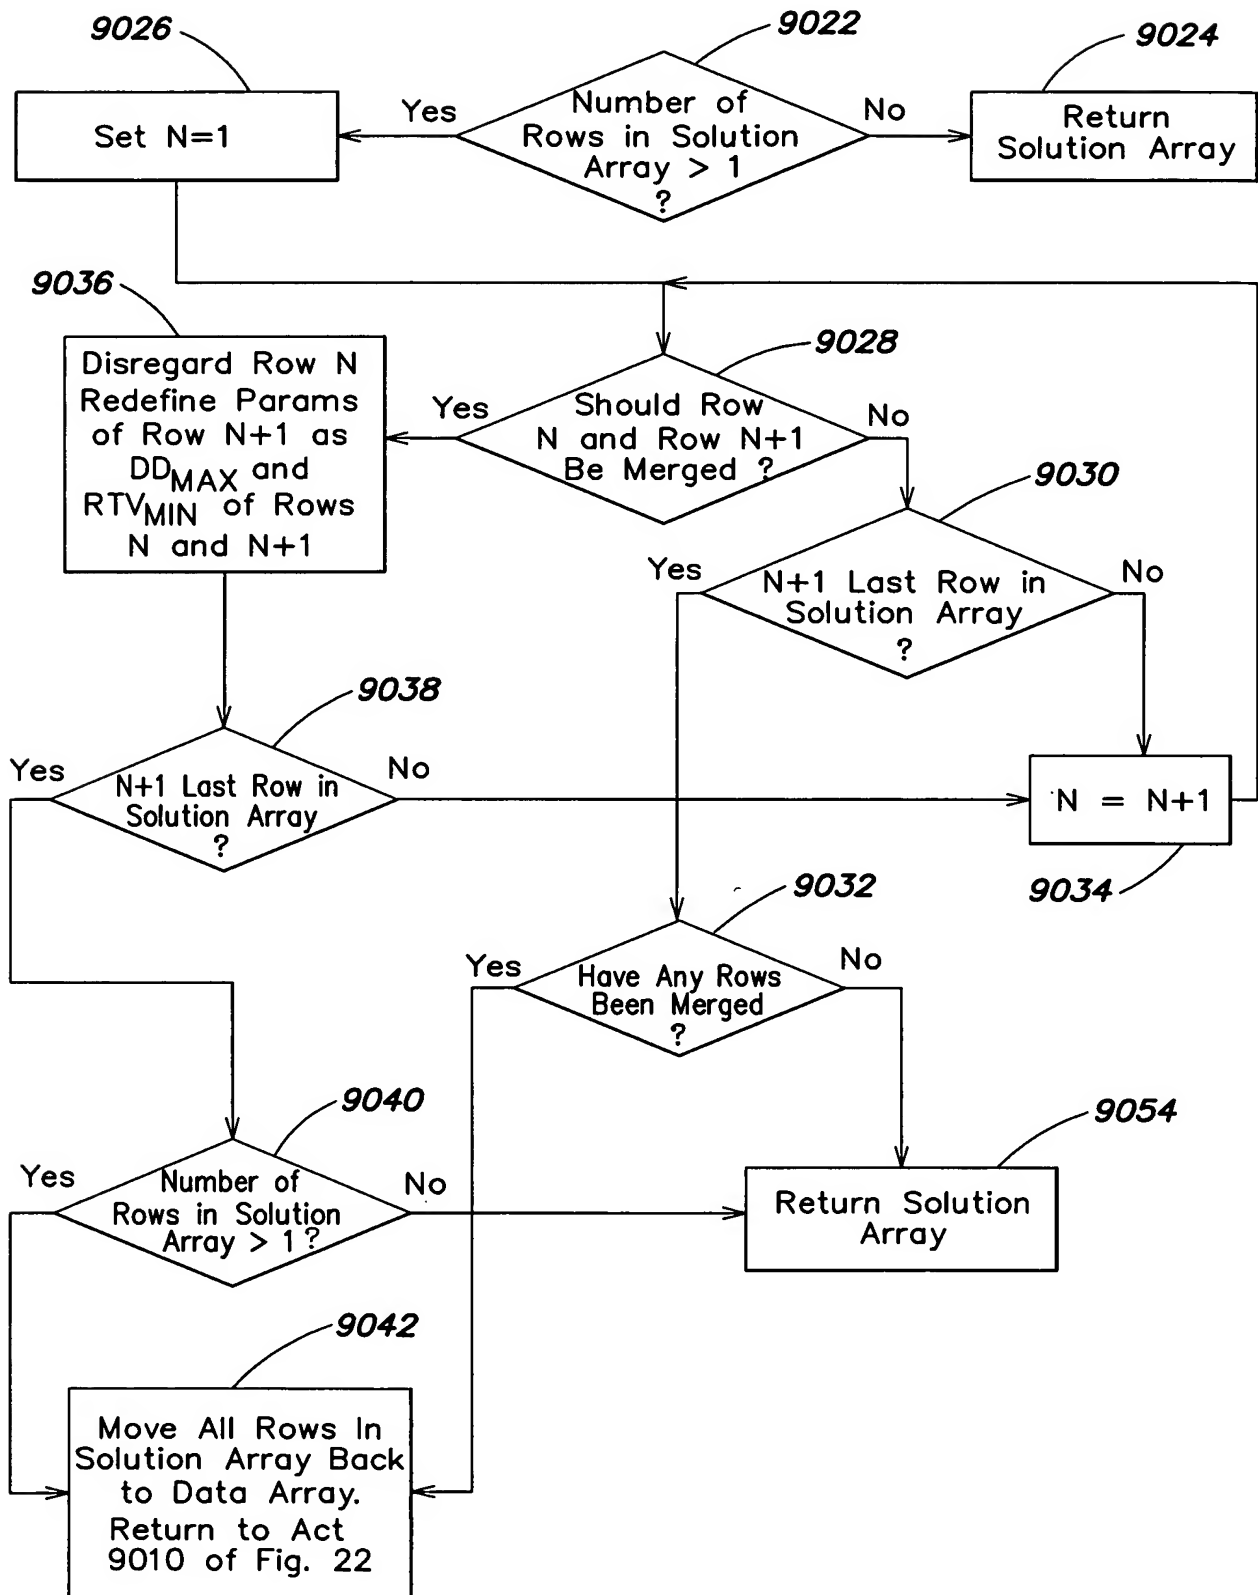 9026
9022
9024
Set N=1
Yes
Number of
Rows in Solution
Array > 1
?
No
Return
Solution Array
9036
Disregard Row N
Redefine Params
of Row N+1 as
DDMAX and
RTVMIN of Rows
N and N+1
9028
Yes
Should Row
N and Row N+1
Be Merged ?
No
9030
Yes
N+1 Last Row in
Solution Array
?
No
9038
Yes
N+1 Last Row in
Solution Array
?
No
N = N+1
9034
9032
Yes
Have Any Rows
Been Merged
?
No
9040
Yes
Number of
Rows in Solution
Array > 1 ?
No
9054
Return Solution
Array
9042
Move All Rows In
Solution Array Back
to Data Array.
Return to Act
9010 of Fig. 22